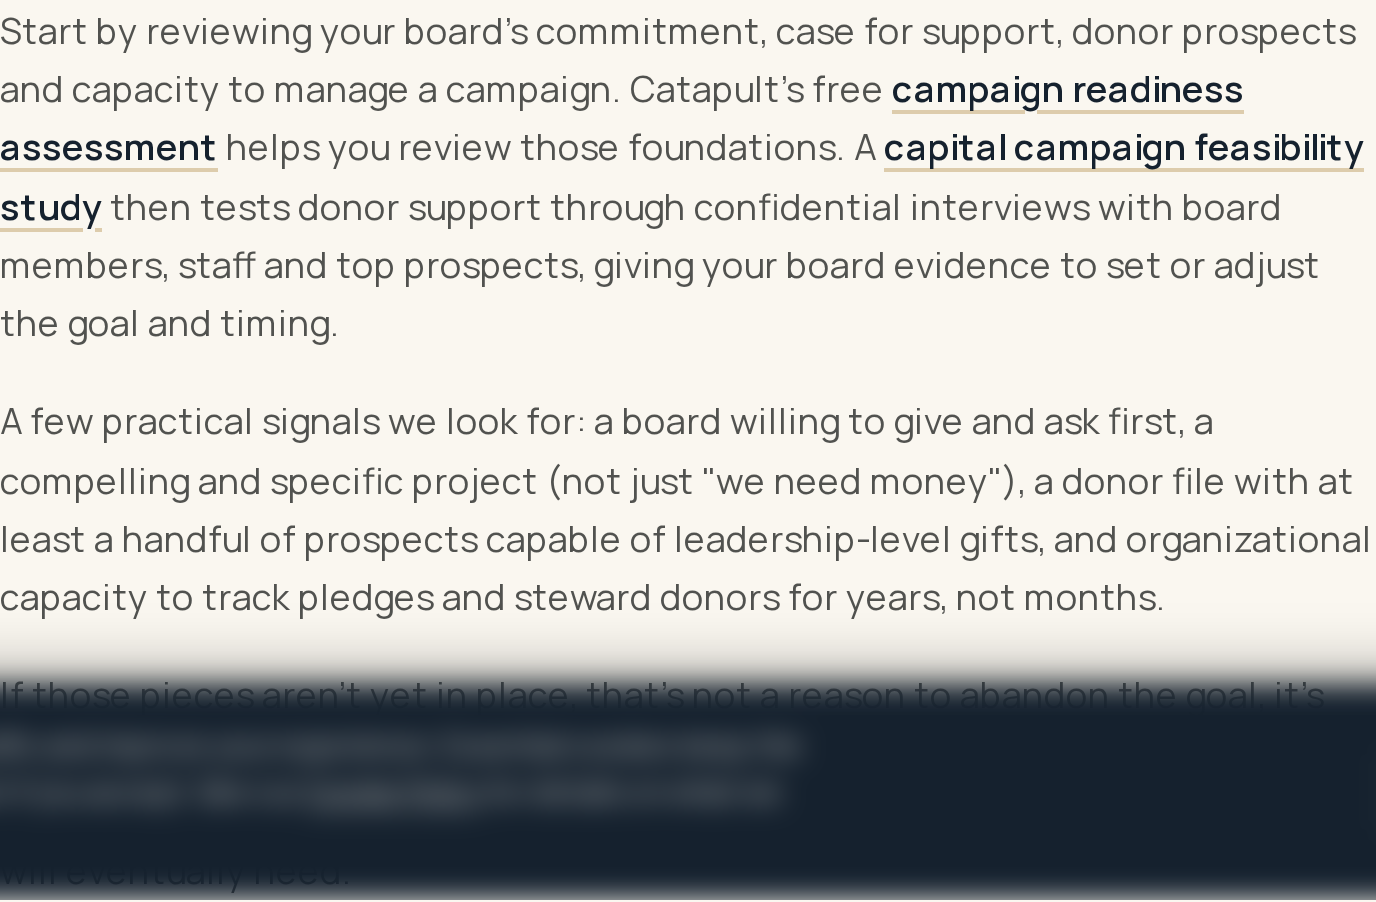 Start by reviewing your board’s commitment, case for support, donor prospects
and capacity to manage a campaign. Catapult’s free campaign readiness
assessment helps you review those foundations. A capital campaign feasibility
study then tests donor support through confidential interviews with board
members, staff and top prospects, giving your board evidence to set or adjust
the goal and timing.
A few practical signals we look for: a board willing to give and ask first, a
compelling and specific project (not just "we need money"), a donor file with at
least a handful of prospects capable of leadership-level gifts, and organizational
capacity to track pledges and steward donors for years, not months.
If those pieces aren’t yet in place, that’s not a reason to abandon the goal, it’s
will eventually need.